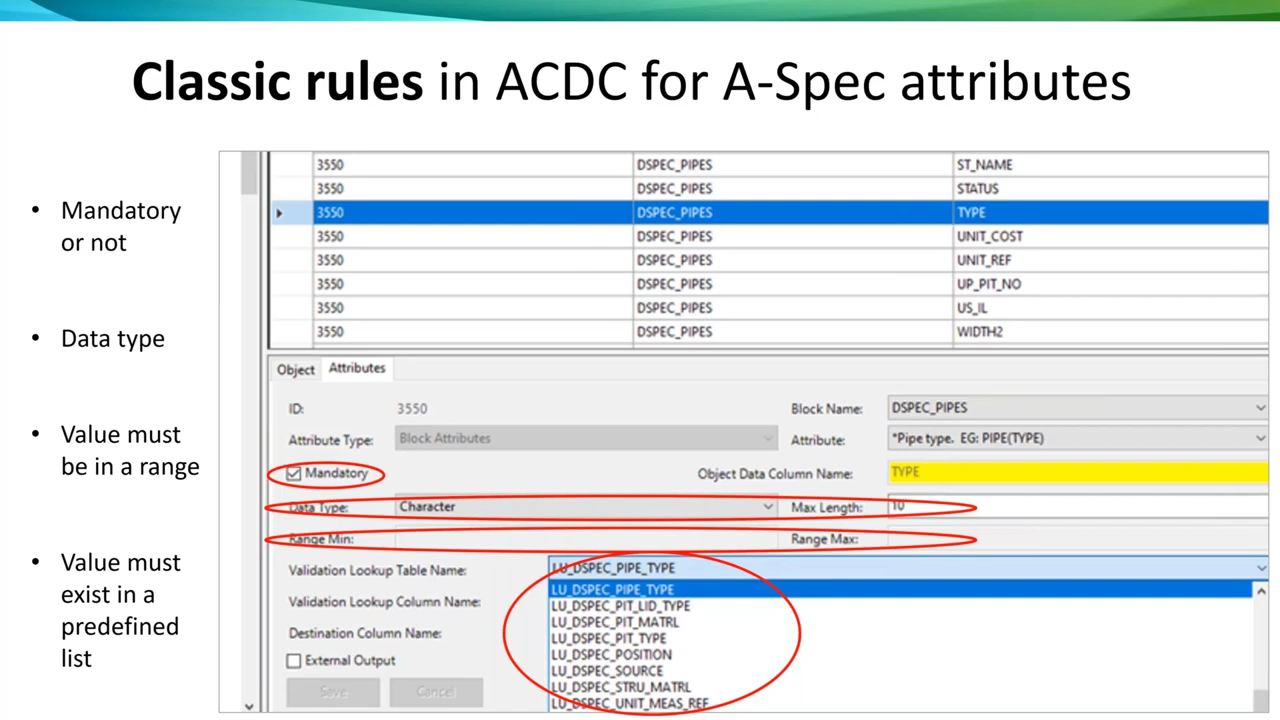 Classic rules in ACDC for A-Spec attributes
• Mandatory
or not
• Data type
• Value must
be in a range
• Value must
exist in a
predefined
list
3550 DSPEC_PIPES ST_NAME
3550 DSPEC_PIPES STATUS
3550 DSPEC_PIPES TYPE
3550 DSPEC_PIPES UNIT_COST
3550 DSPEC_PIPES UNIT_REF
3550 DSPEC_PIPES UP_PIT_NO
3550 DSPEC_PIPES US_IL
3550 DSPEC_PIPES WIDTH2
Object Attributes
ID: 3550 Block Name: DSPEC_PIPES
Attribute Type: Block Attributes Attribute: *Pipe type. EG: PIPE(TYPE)
Mandatory Object Data Column Name: TYPE
Data Type: Character Max Length: 10
Range Min: Range Max:
Validation Lookup Table Name: LU_DSPEC_PIPE_TYPE
LU_DSPEC_PIPE_TYPE
LU_DSPEC_PIT_LID_TYPE
Validation Lookup Column Name: LU_DSPEC_PIT_MATRL
Destination Column Name: LU_DSPEC_PIT_TYPE
LU_DSPEC_POSITION
External Output LU_DSPEC_SOURCE
Save Cancel LU_DSPEC_STRU_MATRL
LU_DSPEC_UNIT_MEAS_REF